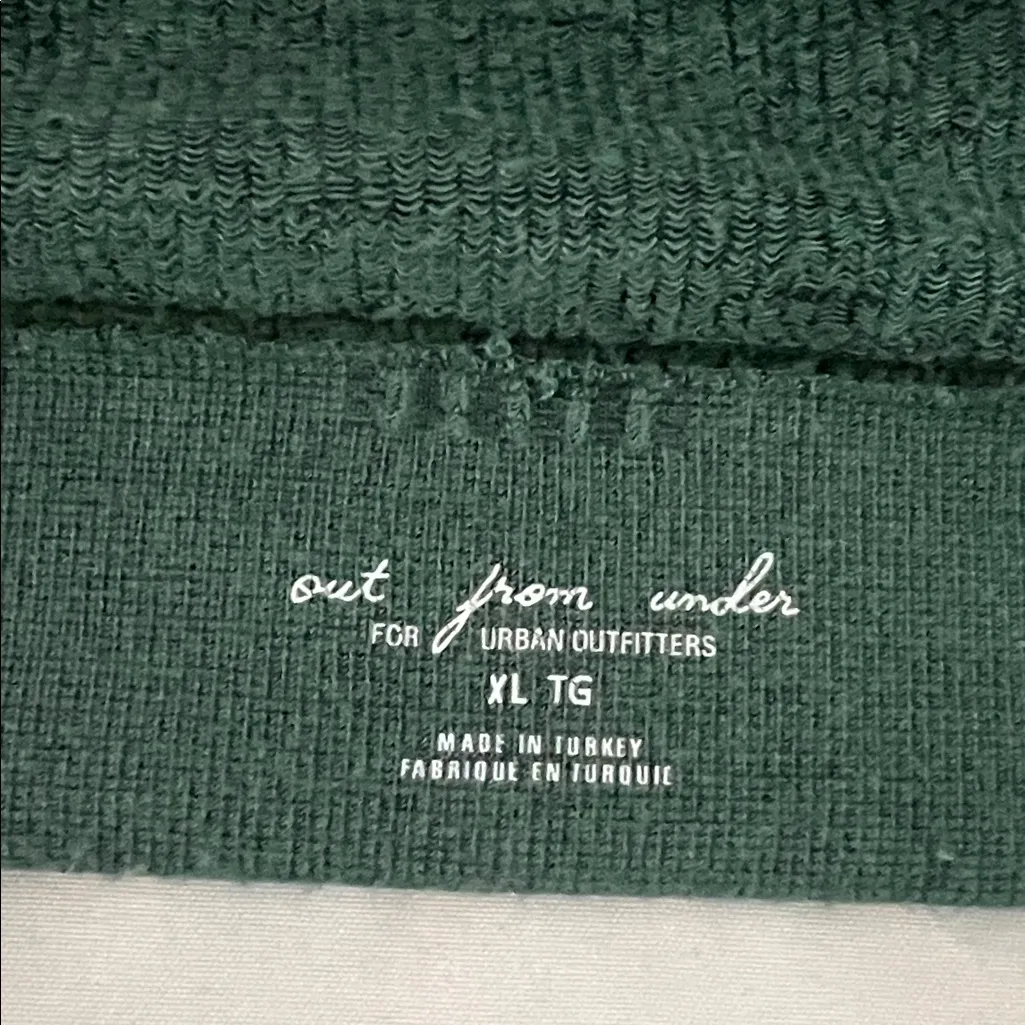 out from under
FOR URBAN OUTFITTERS
XL TG
MADE IN TURKEY
FABRIQUE EN TURQUIE